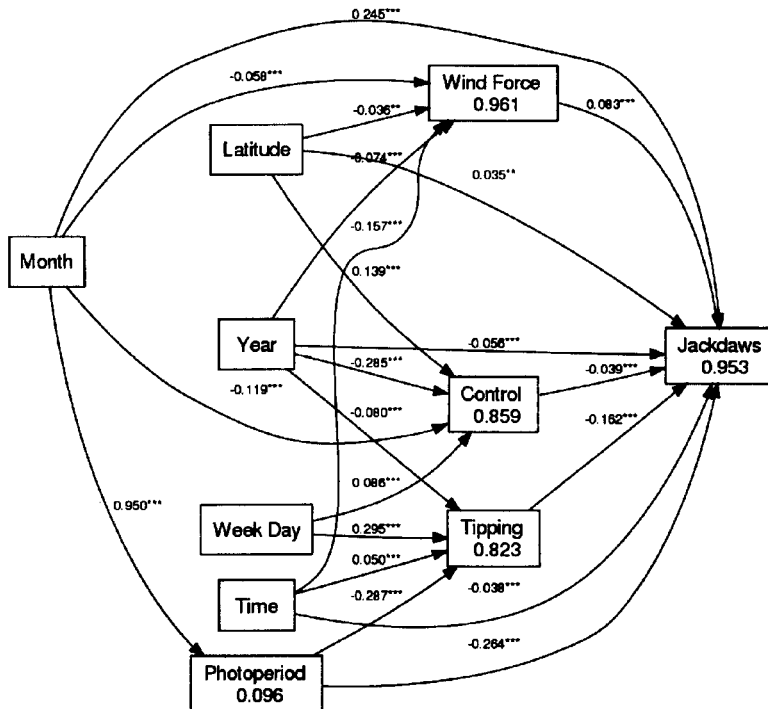 0.245***
-0.058***
Wind Force
0.961
-0.036**
0.083***
Latitude
-0.074***
0.035**
-0.157***
Month
0.139***
Year
-0.056***
Jackdaws
0.953
-0.285***
-0.039***
-0.119***
Control
0.859
-0.080***
-0.162***
0.086***
0.950***
Week Day
0.295***
Tipping
0.823
0.050***
Time
-0.287***
-0.038***
-0.264***
Photoperiod
0.096